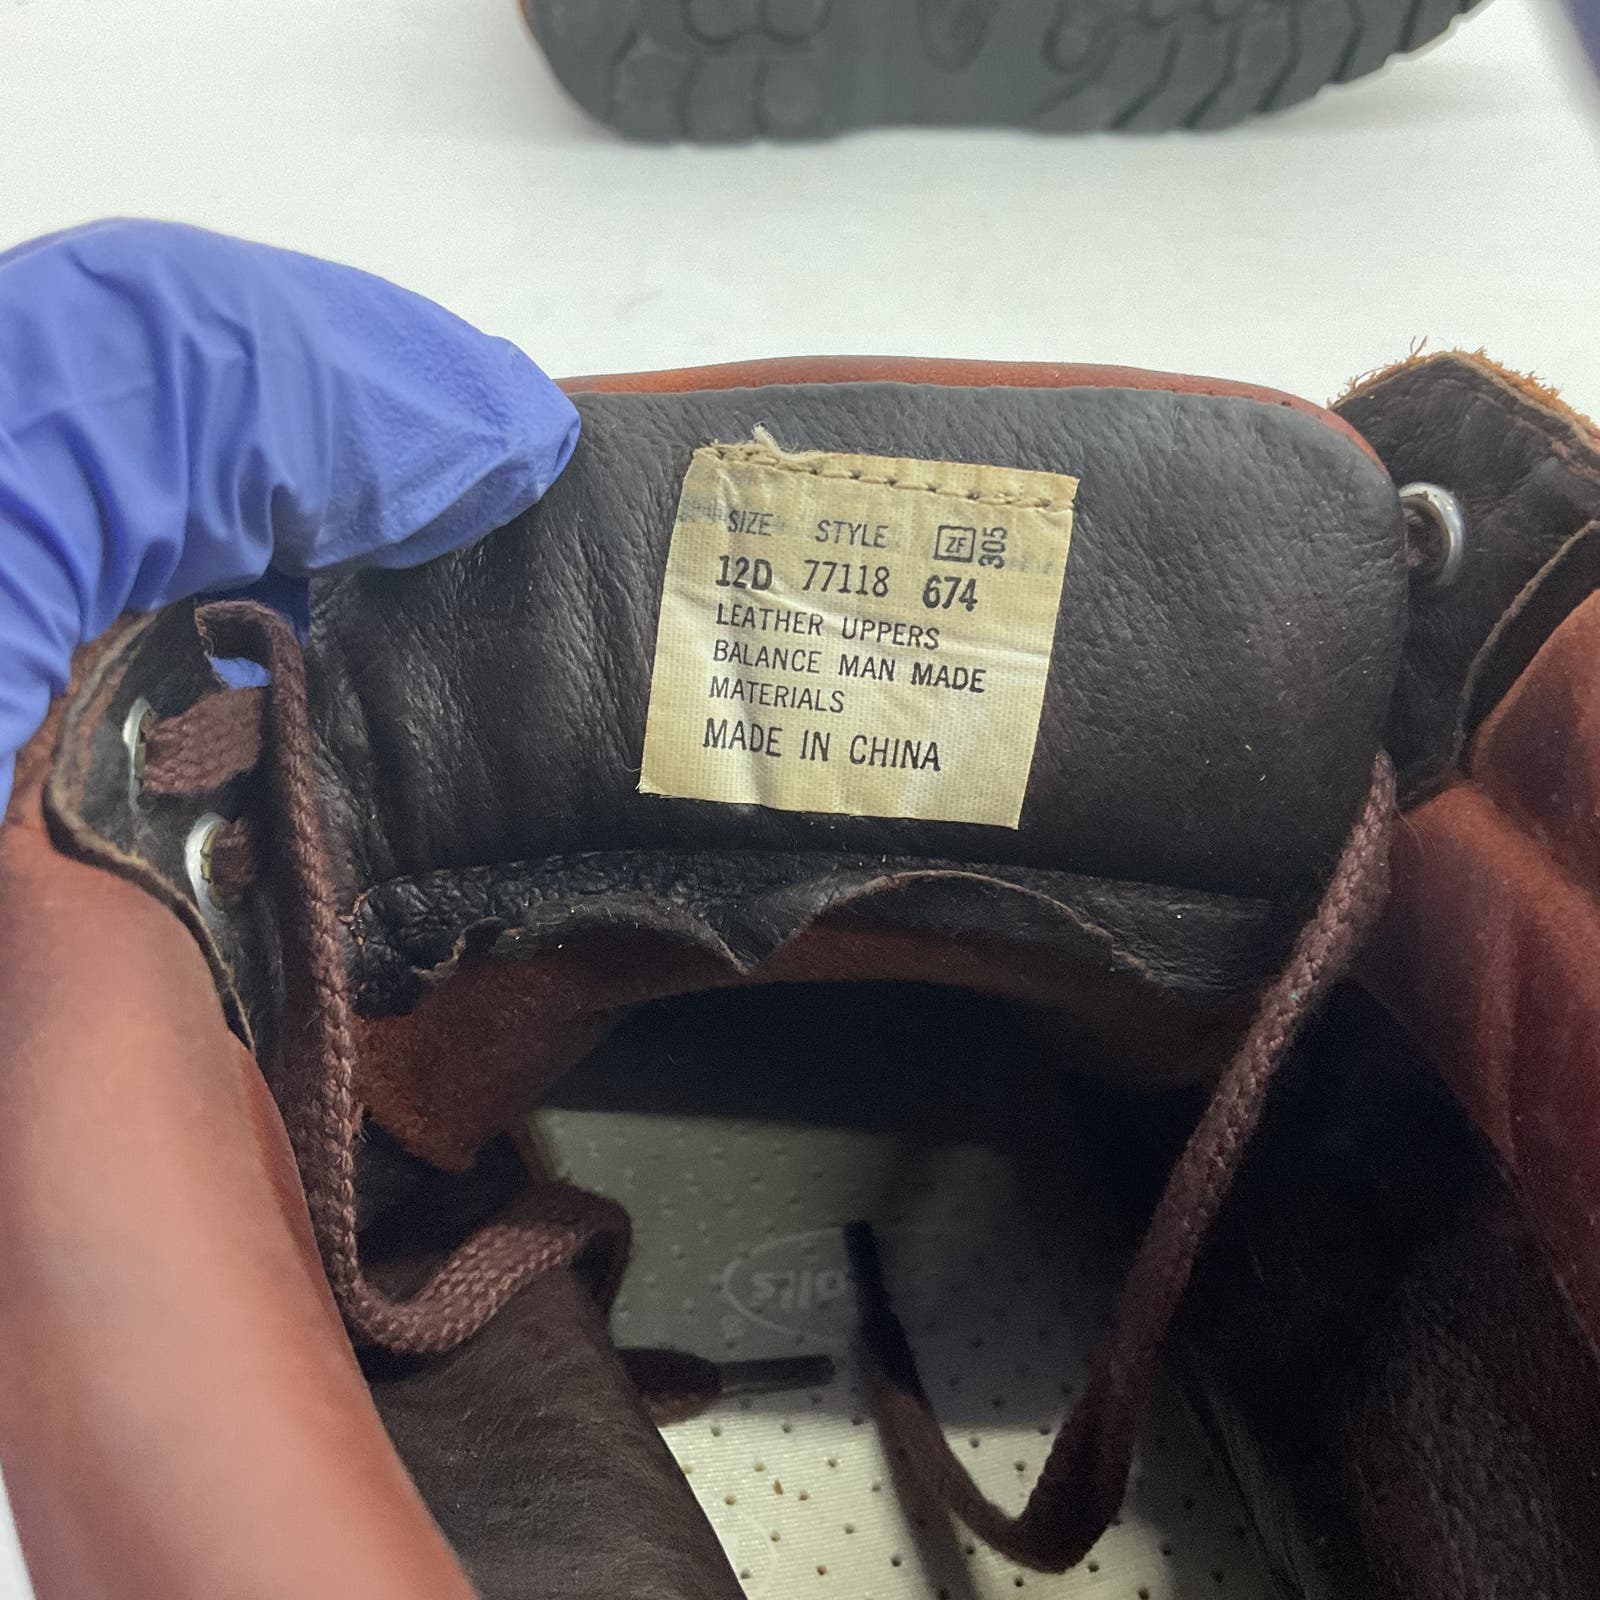 SIZE STYLE ZF 305
12D 77118 674
LEATHER UPPERS
BALANCE MAN MADE
MATERIALS
MADE IN CHINA